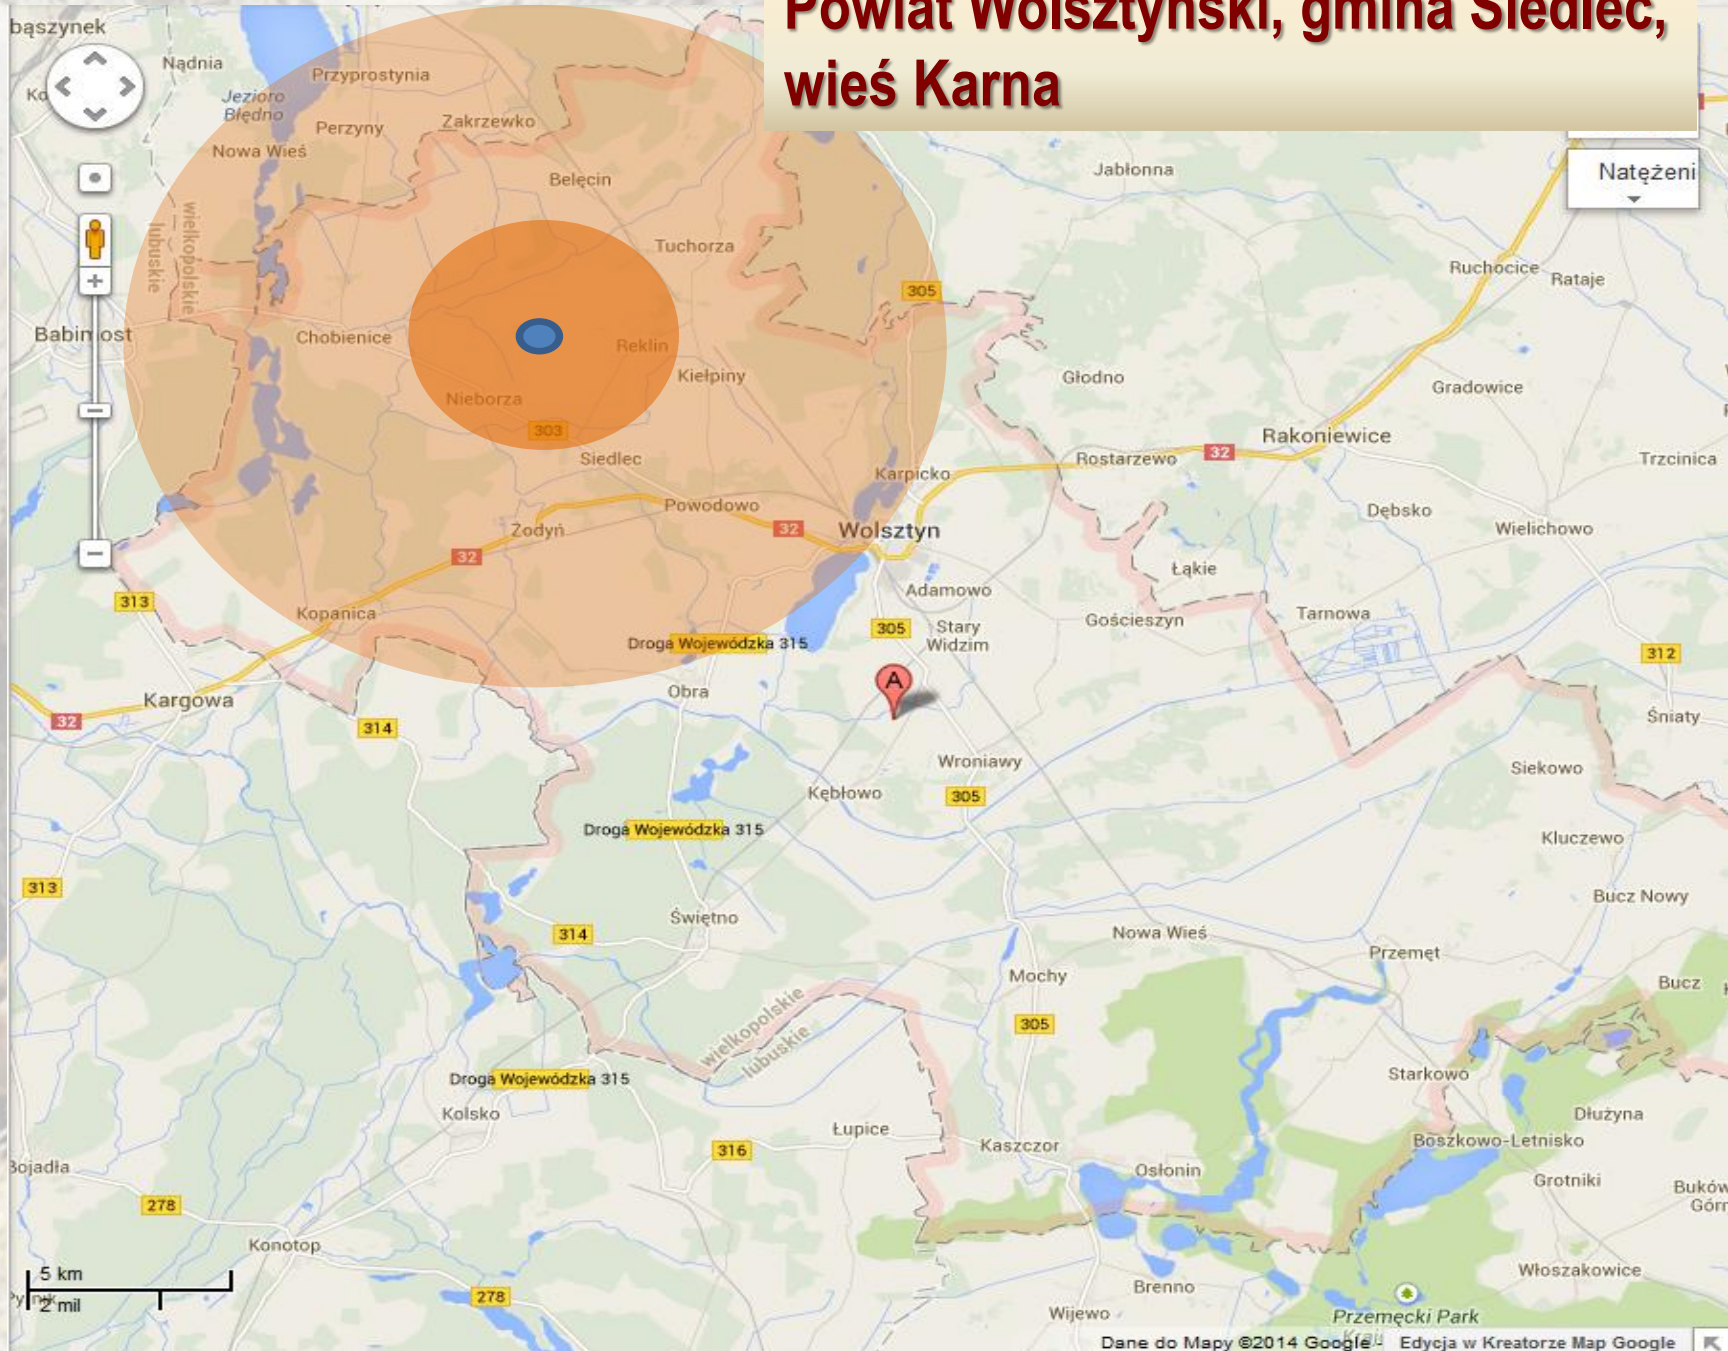 Powiat Wolsztyński, gmina Siedlec,
wieś Karna
bąszynek
Nądnia
Przyprostynia
Jezioro
Błędno
Perzyny
Zakrzewko
Nowa Wieś
Belęcin
Jabłonna
Natężeni
wielkopolskie
lubuskie
Tuchorza
Ruchocice
Rataje
305
Babimost
Chobienice
Reklin
Kiełpiny
Głodno
Gradowice
Nieborza
303
Siedlec
Rakoniewice
Karpicko
Rostarzewo
32
Trzcinica
Powodowo
Dębsko
Żodyń
32
Wolsztyn
Wielichowo
32
Łąkie
Adamowo
313
Kopanica
Gościeszyn
Tarnowa
305
Stary
Widzim
Droga Wojewódzka 315
312
A
Obra
Kargowa
32
314
Śniaty
Wroniawy
Siekowo
Kębłowo
305
Droga Wojewódzka 315
Kluczewo
313
Bucz Nowy
Świętno
314
Nowa Wieś
Przemęt
Mochy
Bucz
wielkopolskie
lubuskie
305
Droga Wojewódzka 315
Starkowo
Kolsko
Dłużyna
Łupice
Boszkowo-Letnisko
316
Kaszczor
Bojadła
Osłonin
Grotniki
Buków
Górn
278
Konotop
5 km
2 mil
Włoszakowice
278
Brenno
Wijewo
Przemęcki Park
Dane do Mapy ©2014 Google - Edycja w Kreatorze Map Google